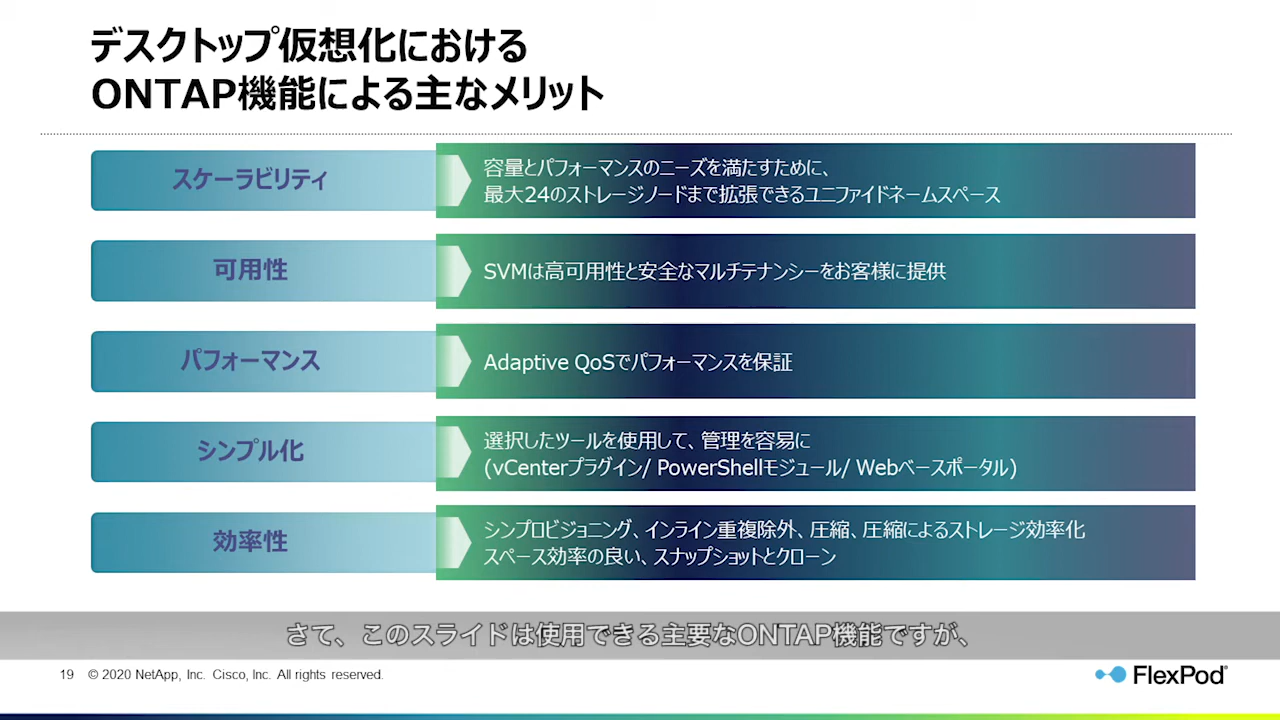 デスクトップ仮想化における
ONTAP機能による主なメリット
スケーラビリティ
容量とパフォーマンスのニーズを満たすために、
最大24のストレージノードまで拡張できるユニファイドネームスペース
可用性
SVMは高可用性と安全なマルチテナンシーをお客様に提供
パフォーマンス
Adaptive QoSでパフォーマンスを保証
シンプル化
選択したツールを使用して、管理を容易に
(vCenterプラグイン/ PowerShellモジュール/ Webベースポータル)
効率性
シンプロビジョニング、インライン重複除外、圧縮、圧縮によるストレージ効率化
スペース効率の良い、スナップショットとクローン
さて、このスライドは使用できる主要なONTAP機能ですが、
19 © 2020 NetApp, Inc. Cisco, Inc. All rights reserved.
FlexPod®